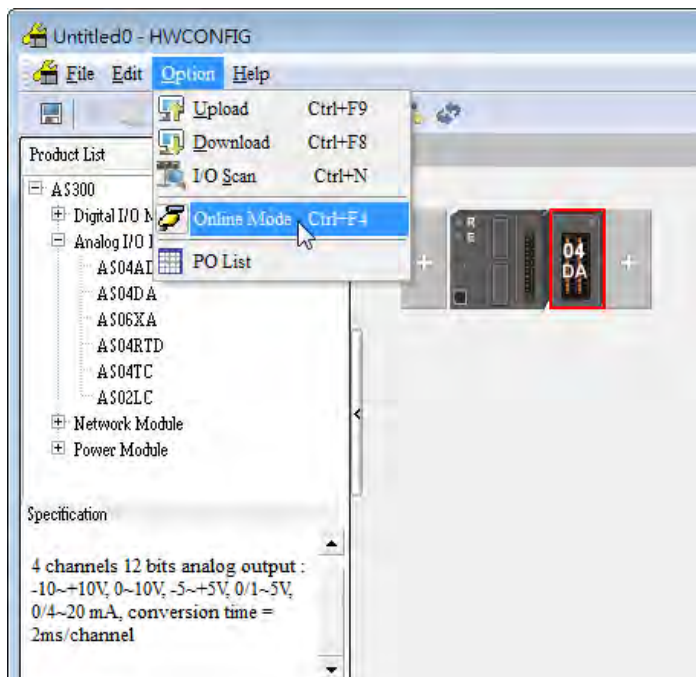 Untitled0 - HWCONFIG
File Edit Option Help
Upload Ctrl+F9
Download Ctrl+F8
I/O Scan Ctrl+N
Online Mode Ctrl+F4
PO List
Product List
AS300
Digital I/O
Analog I/O
AS04AD
AS04DA
AS06XA
AS04RTD
AS04TC
AS02LC
Network Module
Power Module
R
E
04
DA
Specification
4 channels 12 bits analog output :
-10~+10V, 0~10V, -5~+5V, 0/1~5V,
0/4~20 mA, conversion time =
2ms/channel